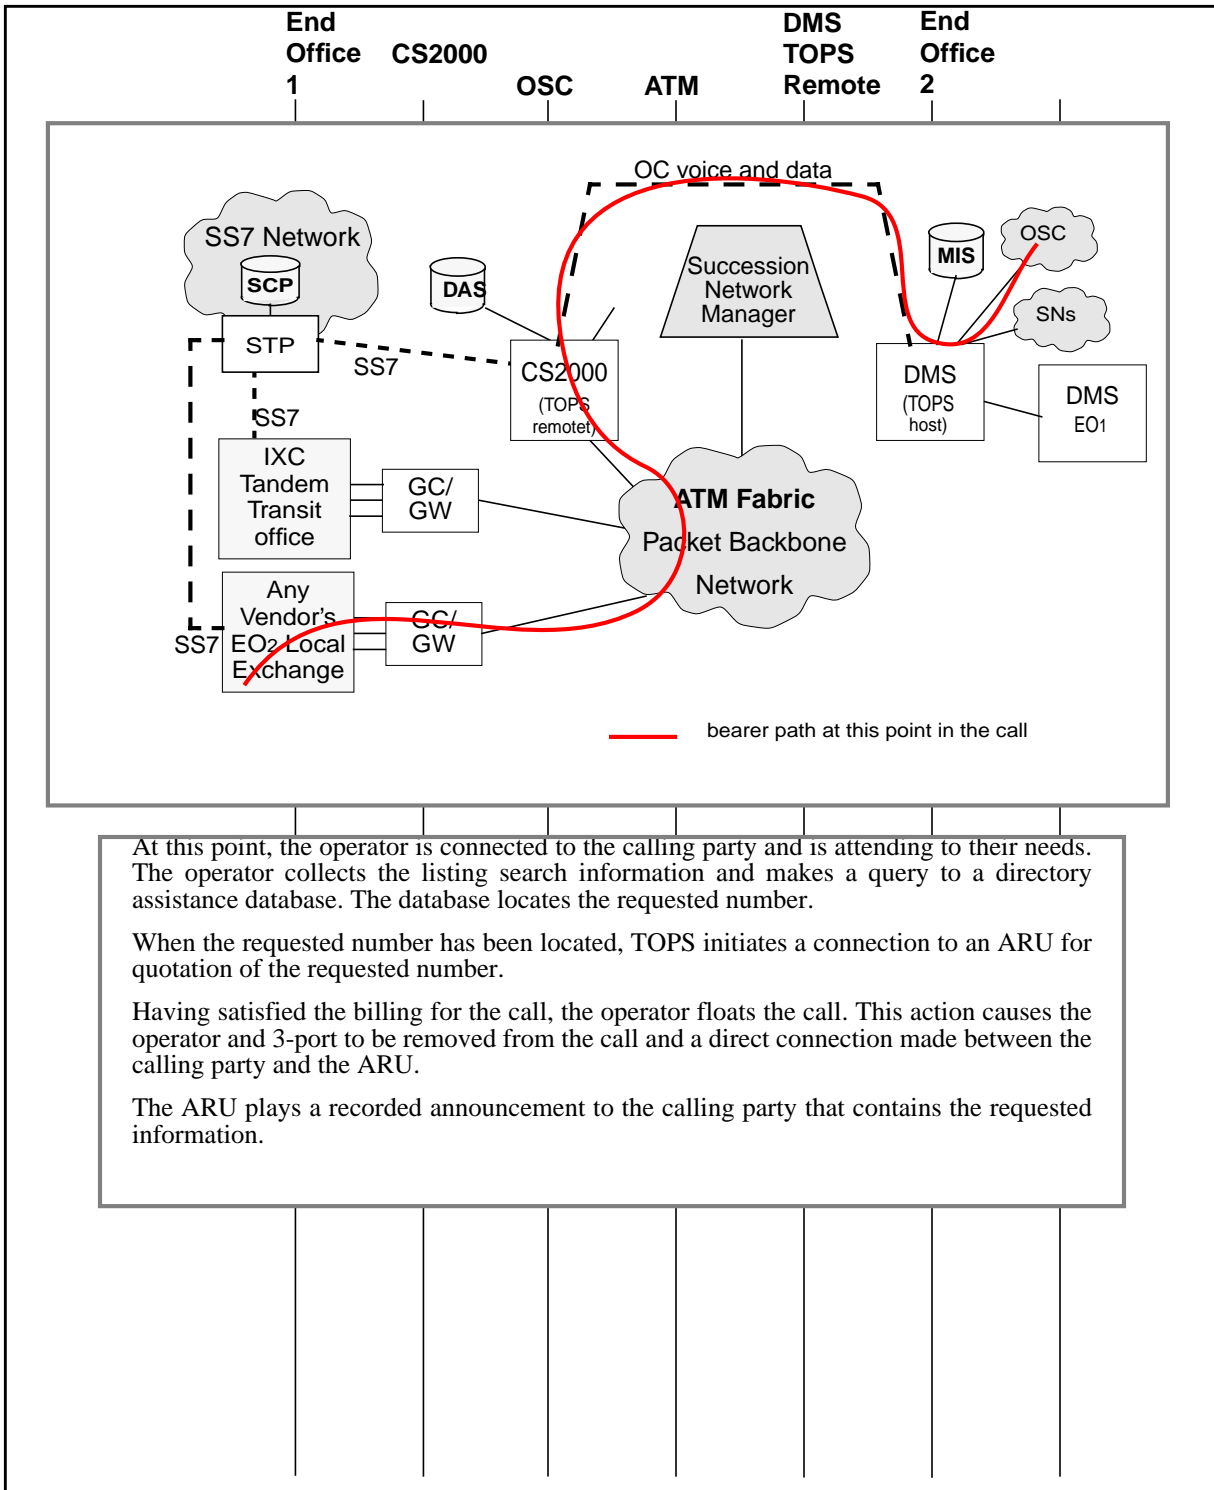 End
Office
1
CS2000
OSC
ATM
DMS
TOPS
Remote
End
Office
2
OC voice and data
SS7 Network
SCP
STP
SS7
SS7
SS7
DAS
CS2000
(TOPS
remotet)
Succession
Network
Manager
MIS
OSC
SNs
DMS
(TOPS
host)
DMS
EO1
IXC
Tandem
Transit
office
GC/
GW
ATM Fabric
Packet Backbone
Network
Any
Vendor's
EO2 Local
Exchange
GC/
GW
bearer path at this point in the call
At this point, the operator is connected to the calling party and is attending to their needs.
The operator collects the listing search information and makes a query to a directory
assistance database. The database locates the requested number.
When the requested number has been located, TOPS initiates a connection to an ARU for
quotation of the requested number.
Having satisfied the billing for the call, the operator floats the call. This action causes the
operator and 3-port to be removed from the call and a direct connection made between the
calling party and the ARU.
The ARU plays a recorded announcement to the calling party that contains the requested
information.